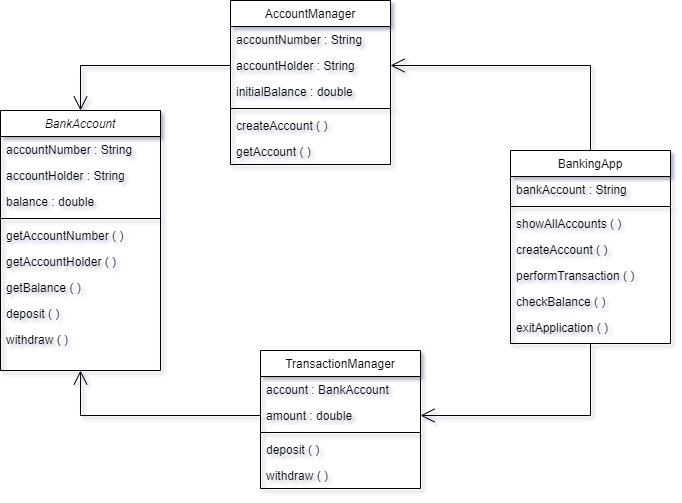 AccountManager
accountNumber : String
accountHolder : String
initialBalance : double
createAccount ( )
getAccount ( )
BankAccount
accountNumber : String
accountHolder : String
balance : double
getAccountNumber ( )
getAccountHolder ( )
getBalance ( )
deposit ( )
withdraw ( )
BankingApp
bankAccount : String
showAllAccounts ( )
createAccount ( )
performTransaction ( )
checkBalance ( )
exitApplication ( )
TransactionManager
account : BankAccount
amount : double
deposit ( )
withdraw ( )